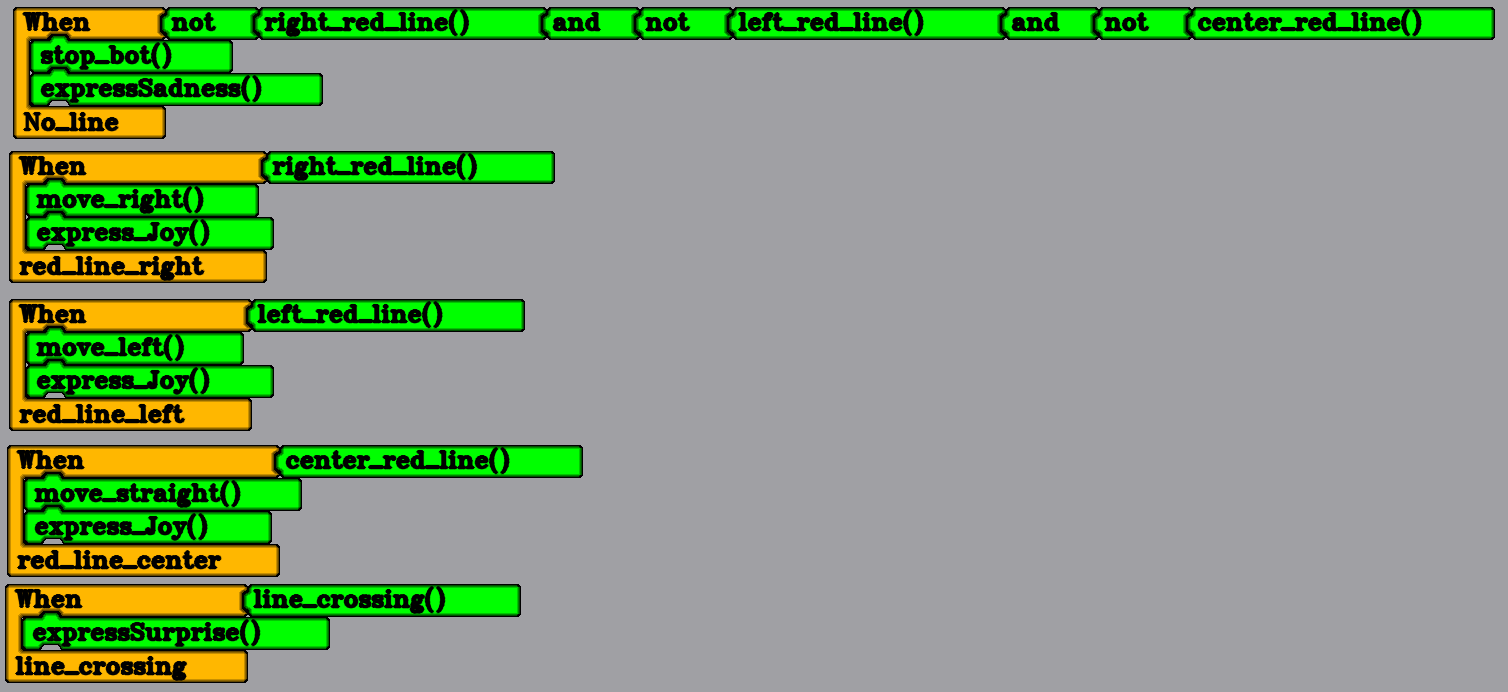 When not right_red_line() and not left_red_line() and not center_red_line()
stop_bot()
expressSadness()
No_line
When right_red_line()
move_right()
express_Joy()
red_line_right
When left_red_line()
move_left()
express_Joy()
red_line_left
When center_red_line()
move_straight()
express_Joy()
red_line_center
When line_crossing()
expressSurprise()
line_crossing